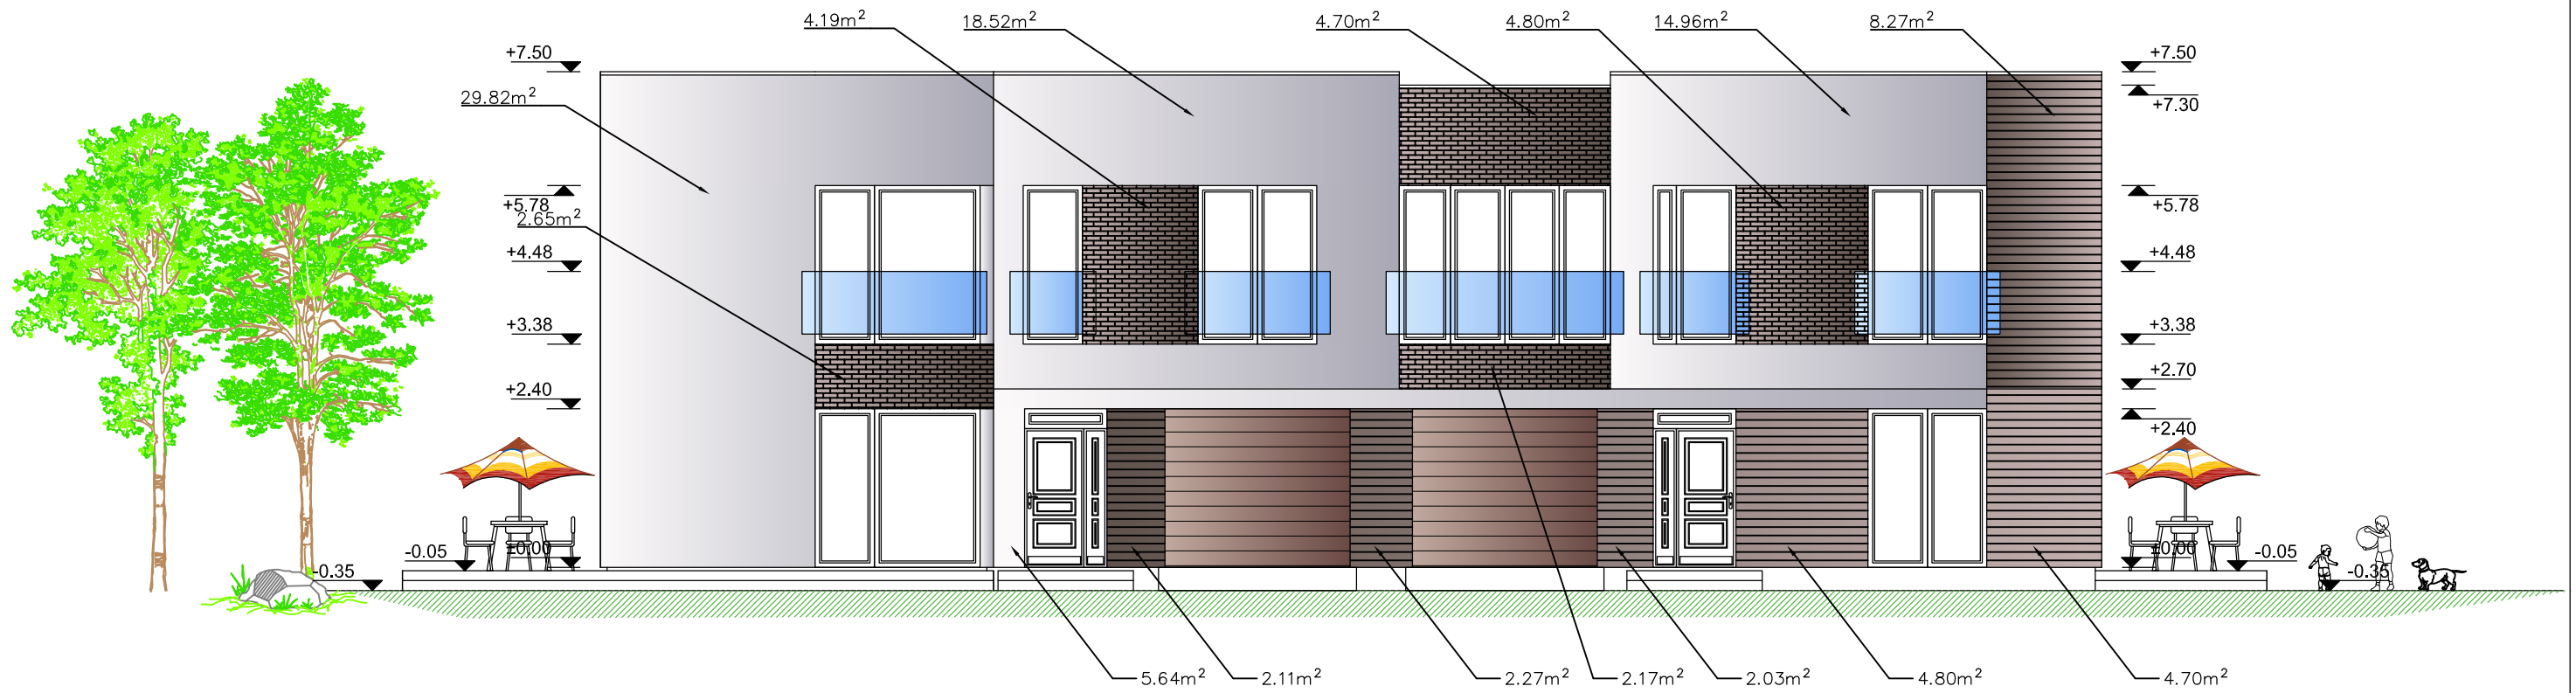 4.19m²
18.52m²
4.70m²
4.80m²
14.96m²
8.27m²
+7.50
+7.50
29.82m²
+7.30
+5.78
+5.78
2.65m²
+4.48
+4.48
+3.38
+3.38
+2.70
+2.40
+2.40
-0.05
±0.00
±0.00
-0.05
-0.35
-0.35
5.64m²
2.11m²
2.27m²
2.17m²
2.03m²
4.80m²
4.70m²